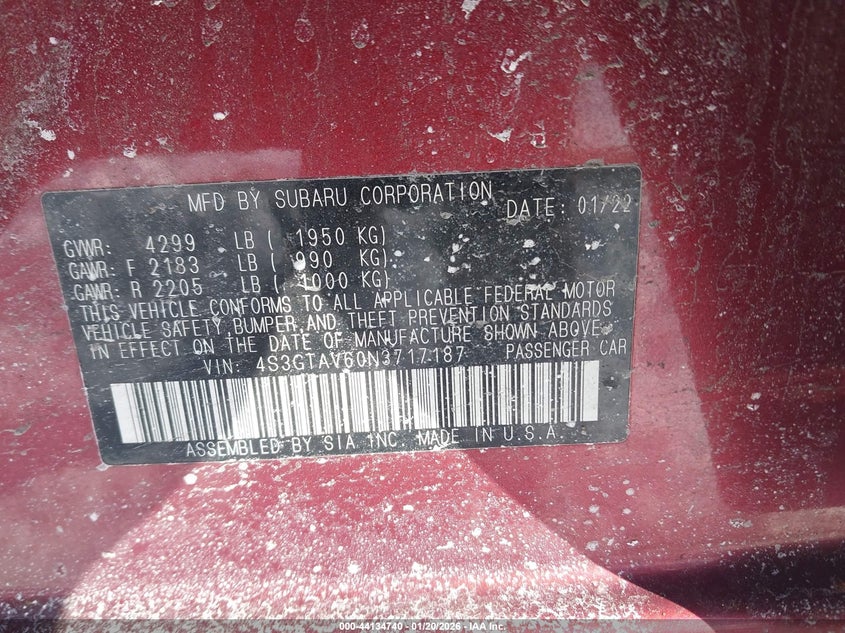 MFD BY SUBARU CORPORATION DATE: 01/22
GVWR: 4299 LB ( 1950 KG)
GAWR: F 2183 LB ( 990 KG)
GAWR: R 2205 LB ( 1000 KG)
THIS VEHICLE CONFORMS TO ALL APPLICABLE FEDERAL MOTOR
VEHICLE SAFETY BUMPER AND THEFT PREVENTION STANDARDS
IN EFFECT ON THE DATE OF MANUFACTURE SHOWN ABOVE.
VIN: 4S3GTAV60N3717187 PASSENGER CAR
ASSEMBLED BY SIA INC. MADE IN U.S.A.
000-44134740 - 01/20/2026 - IAA Inc.